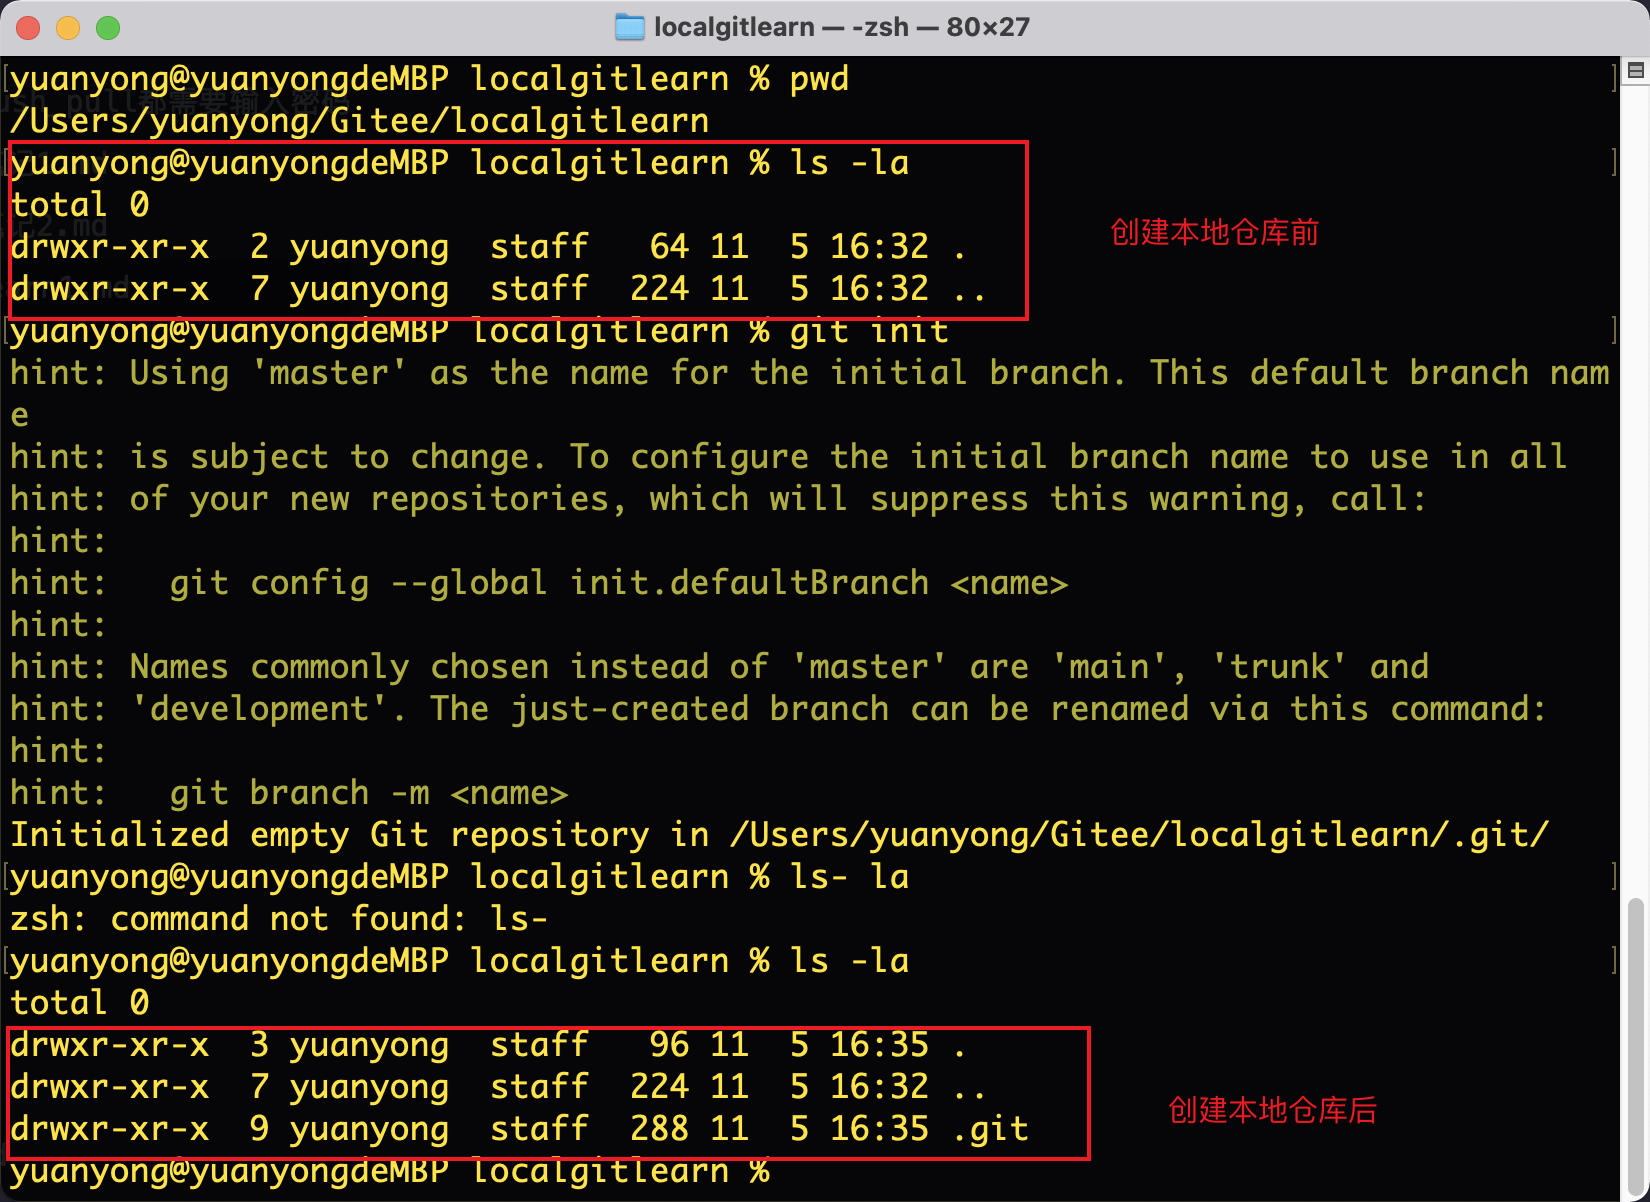 localgitlearn — -zsh — 80×27
yuanyong@yuanyongdeMBP localgitlearn % pwd
/Users/yuanyong/Gitee/localgitlearn
yuanyong@yuanyongdeMBP localgitlearn % ls -la
total 0
drwxr-xr-x  2 yuanyong  staff   64 11  5 16:32 .
创建本地仓库前
drwxr-xr-x  7 yuanyong  staff  224 11  5 16:32 ..
yuanyong@yuanyongdeMBP localgitlearn % git init
hint: Using 'master' as the name for the initial branch. This default branch nam
e
hint: is subject to change. To configure the initial branch name to use in all
hint: of your new repositories, which will suppress this warning, call:
hint:
hint:   git config --global init.defaultBranch <name>
hint:
hint: Names commonly chosen instead of 'master' are 'main', 'trunk' and
hint: 'development'. The just-created branch can be renamed via this command:
hint:
hint:   git branch -m <name>
Initialized empty Git repository in /Users/yuanyong/Gitee/localgitlearn/.git/
yuanyong@yuanyongdeMBP localgitlearn % ls- la
zsh: command not found: ls-
yuanyong@yuanyongdeMBP localgitlearn % ls -la
total 0
drwxr-xr-x  3 yuanyong  staff   96 11  5 16:35 .
drwxr-xr-x  7 yuanyong  staff  224 11  5 16:32 ..
创建本地仓库后
drwxr-xr-x  9 yuanyong  staff  288 11  5 16:35 .git
yuanyong@yuanyongdeMBP localgitlearn %